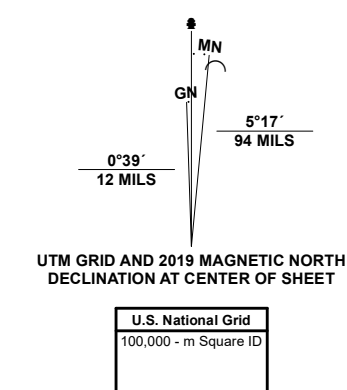 MN
GN
5°17´
94 MILS
0°39´
12 MILS
UTM GRID AND 2019 MAGNETIC NORTH
DECLINATION AT CENTER OF SHEET
U.S. National Grid
100,000 - m Square ID